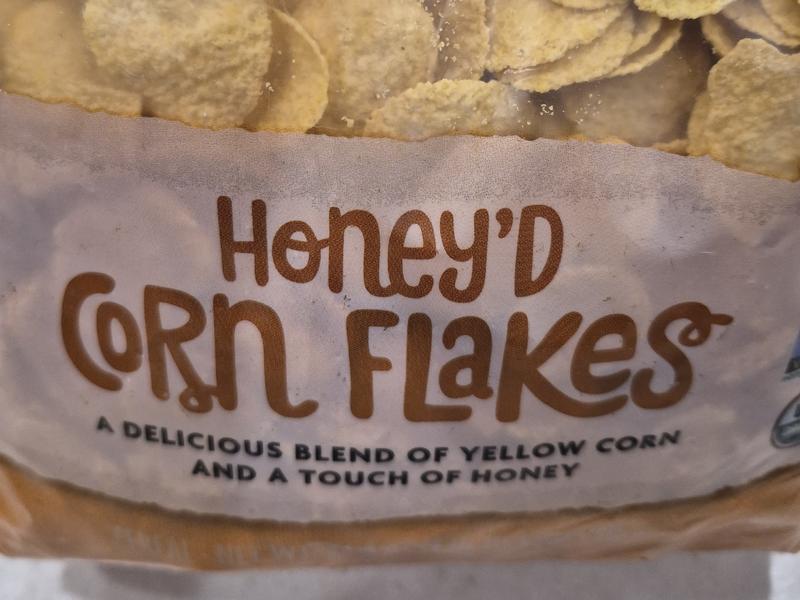 Honey'd
Corn Flakes
A DELICIOUS BLEND OF YELLOW CORN
AND A TOUCH OF HONEY